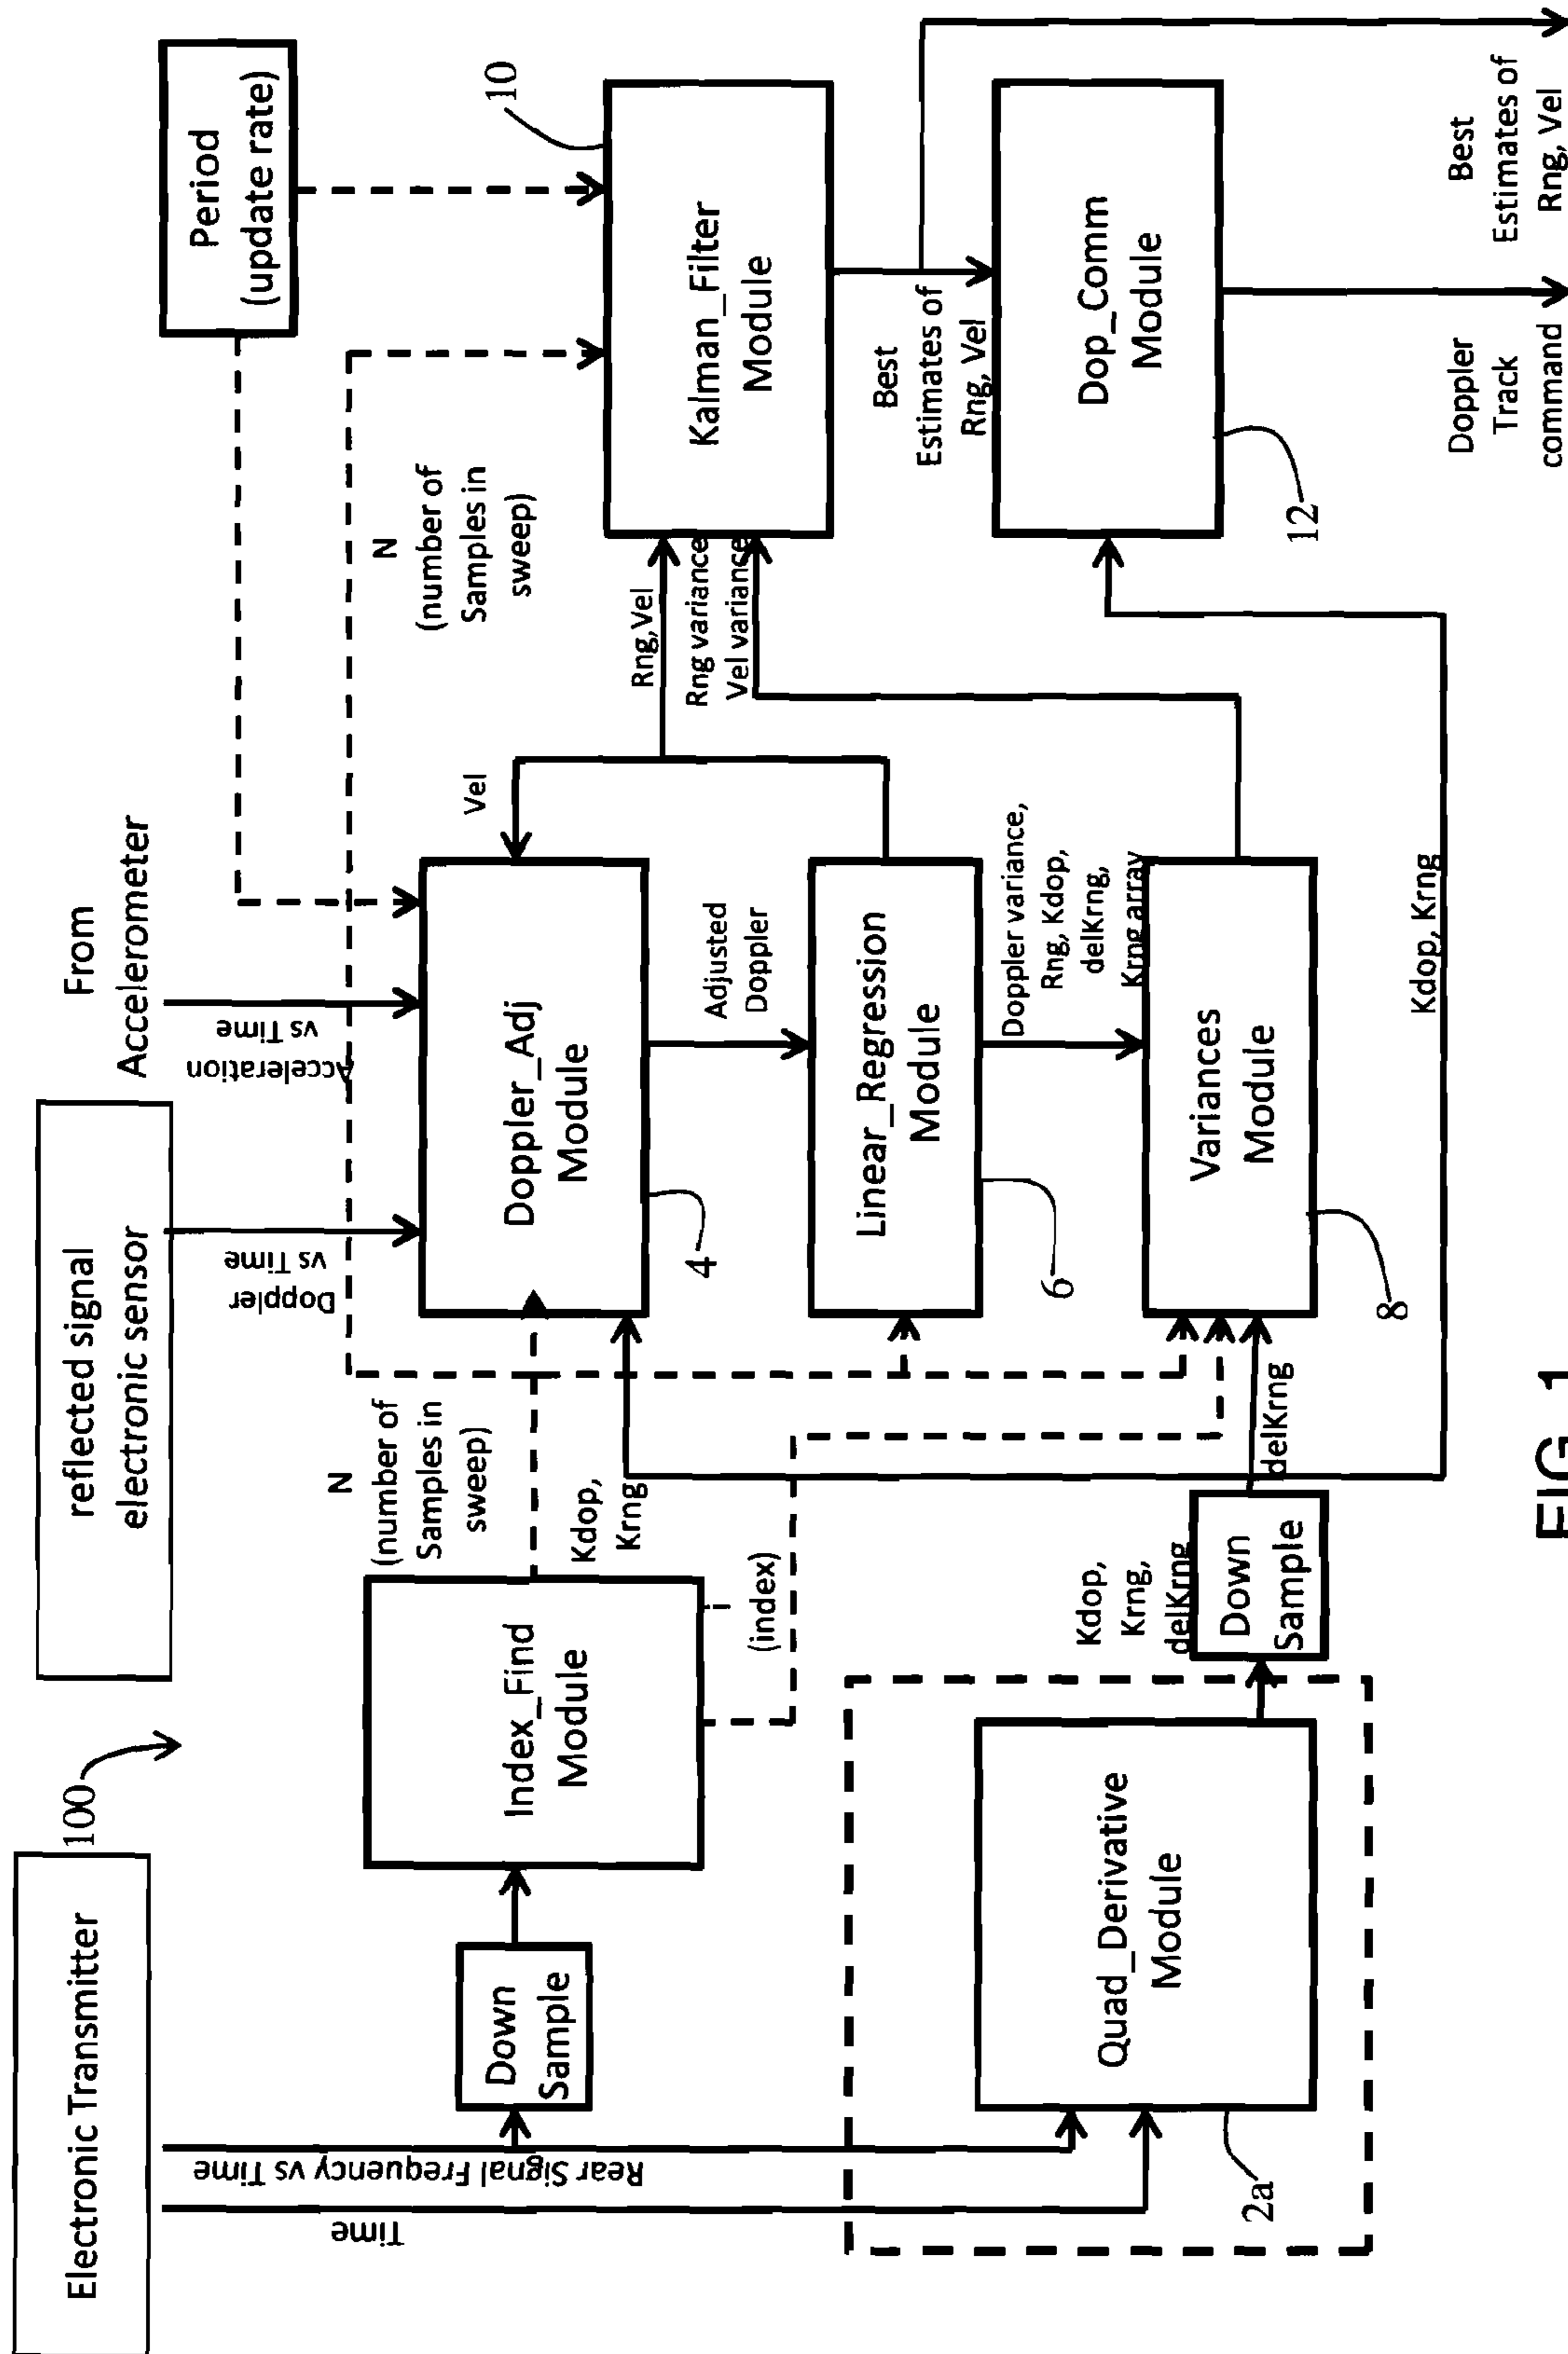 Electronic Transmitter
100
reflected signal
electronic sensor
From
Accelerometer
Period
(update rate)
Time
Rear Signal Frequency vs Time
Doppler
vs Time
Acceleration
vs Time
Down
Sample
Index_Find
Module
N
(number of
Samples in
sweep)
Kdop,
Krng
(index)
Doppler_Adj
Module
4
Vel
N
(number of
Samples in
sweep)
10
Kalman_Filter
Module
Rng,Vel
Rng variance
Vel variance
Adjusted
Doppler
Linear_Regression
Module
6
Doppler variance,
Rng, Kdop,
delKrng,
Krng array
Best
Estimates of
Rng, Vel
Dop_Comm
Module
12
Quad_Derivative
Module
2a
Kdop,
Krng,
delKrng
Down
Sample
delKrng
Variances
Module
8
Kdop, Krng
Doppler
Track
command
Best
Estimates of
Rng, Vel
FIG. 1